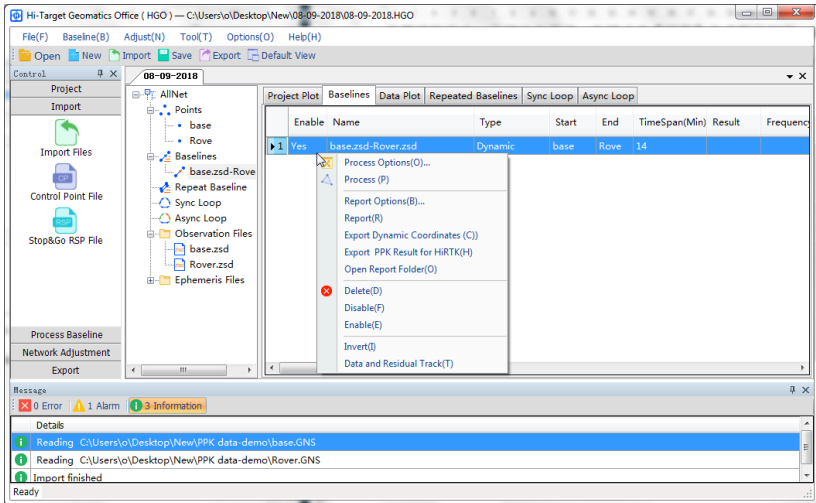 Hi-Target Geomatics Office ( HGO ) — C:\Users\o\Desktop\New\08-09-2018\08-09-2018.HGO
File(F) Baseline(B) Adjust(N) Tool(T) Options(O) Help(H)
Open New Import Save Export Default View
Control
Project
Import
Import Files
CP
Control Point File
RSP
Stop&Go RSP File
Process Baseline
Network Adjustment
Export
08-09-2018
AllNet
Points
base
Rove
Baselines
base.zsd-Rove
Repeat Baseline
Sync Loop
Async Loop
Observation Files
base.zsd
Rover.zsd
Ephemeris Files
Project Plot Baselines Data Plot Repeated Baselines Sync Loop Async Loop
Enable Name Type Start End TimeSpan(Min) Result Frequency
1 Yes base.zsd-Rover.zsd Dynamic base Rove 14
Process Options(O)...
Process (P)
Report Options(B)...
Report(R)
Export Dynamic Coordinates (C))
Export PPK Result for HiRTK(H)
Open Report Folder(O)
Delete(D)
Disable(F)
Enable(E)
Invert(I)
Data and Residual Track(T)
Message
0 Error 1 Alarm 3 Information
Details
Reading C:\Users\o\Desktop\New\PPK data-demo\base.GNS
Reading C:\Users\o\Desktop\New\PPK data-demo\Rover.GNS
Import finished
Ready